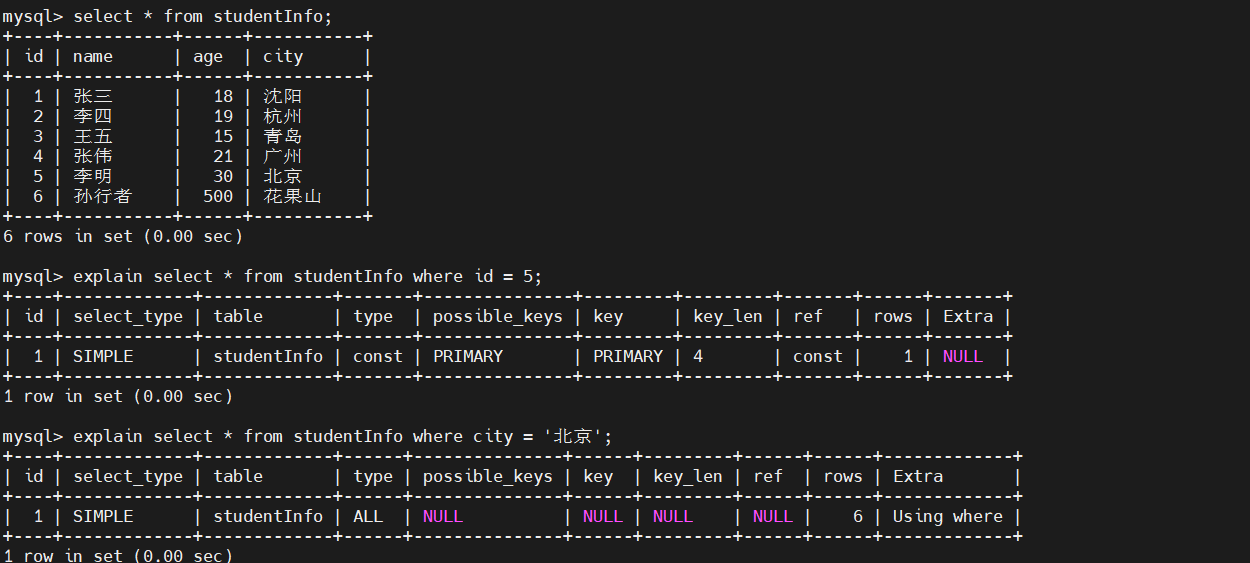 mysql> select * from studentInfo;
+----+-----------+------+-----------+
| id | name      | age  | city      |
+----+-----------+------+-----------+
|  1 | 张三      |   18 | 沈阳      |
|  2 | 李四      |   19 | 杭州      |
|  3 | 王五      |   15 | 青岛      |
|  4 | 张伟      |   21 | 广州      |
|  5 | 李明      |   30 | 北京      |
|  6 | 孙行者    |  500 | 花果山    |
+----+-----------+------+-----------+
6 rows in set (0.00 sec)
mysql> explain select * from studentInfo where id = 5;
+----+-------------+-------------+-------+---------------+---------+---------+-------+------+-------+
| id | select_type | table       | type  | possible_keys | key     | key_len | ref   | rows | Extra |
+----+-------------+-------------+-------+---------------+---------+---------+-------+------+-------+
|  1 | SIMPLE      | studentInfo | const | PRIMARY       | PRIMARY | 4       | const |    1 | NULL  |
+----+-------------+-------------+-------+---------------+---------+---------+-------+------+-------+
1 row in set (0.00 sec)
mysql> explain select * from studentInfo where city = '北京';
+----+-------------+-------------+------+---------------+------+---------+------+------+-------------+
| id | select_type | table       | type | possible_keys | key  | key_len | ref  | rows | Extra       |
+----+-------------+-------------+------+---------------+------+---------+------+------+-------------+
|  1 | SIMPLE      | studentInfo | ALL  | NULL          | NULL | NULL    | NULL |    6 | Using where |
+----+-------------+-------------+------+---------------+------+---------+------+------+-------------+
1 row in set (0.00 sec)